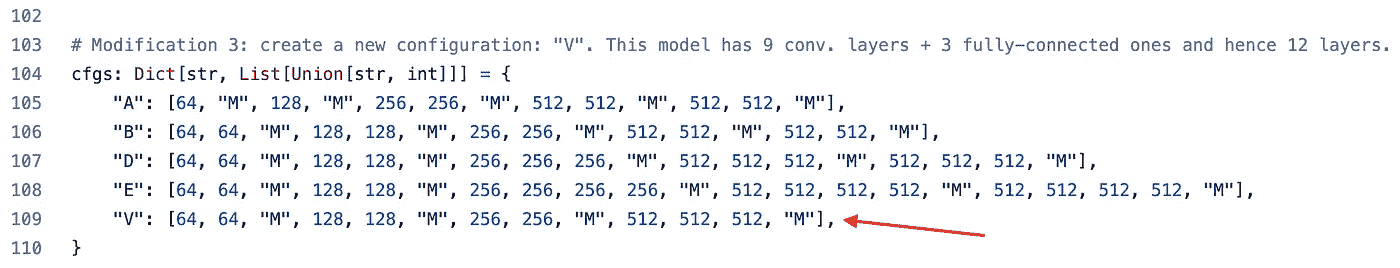 102
103 # Modification 3: create a new configuration: "V". This model has 9 conv. layers + 3 fully-connected ones and hence 12 layers.
104 cfgs: Dict[str, List[Union[str, int]]] = {
105     "A": [64, "M", 128, "M", 256, 256, "M", 512, 512, "M", 512, 512, "M"],
106     "B": [64, 64, "M", 128, 128, "M", 256, 256, "M", 512, 512, "M", 512, 512, "M"],
107     "D": [64, 64, "M", 128, 128, "M", 256, 256, 256, "M", 512, 512, 512, "M", 512, 512, 512, "M"],
108     "E": [64, 64, "M", 128, 128, "M", 256, 256, 256, 256, "M", 512, 512, 512, 512, "M", 512, 512, 512, 512, "M"],
109     "V": [64, 64, "M", 128, 128, "M", 256, 256, "M", 512, 512, 512, "M"],
110 }